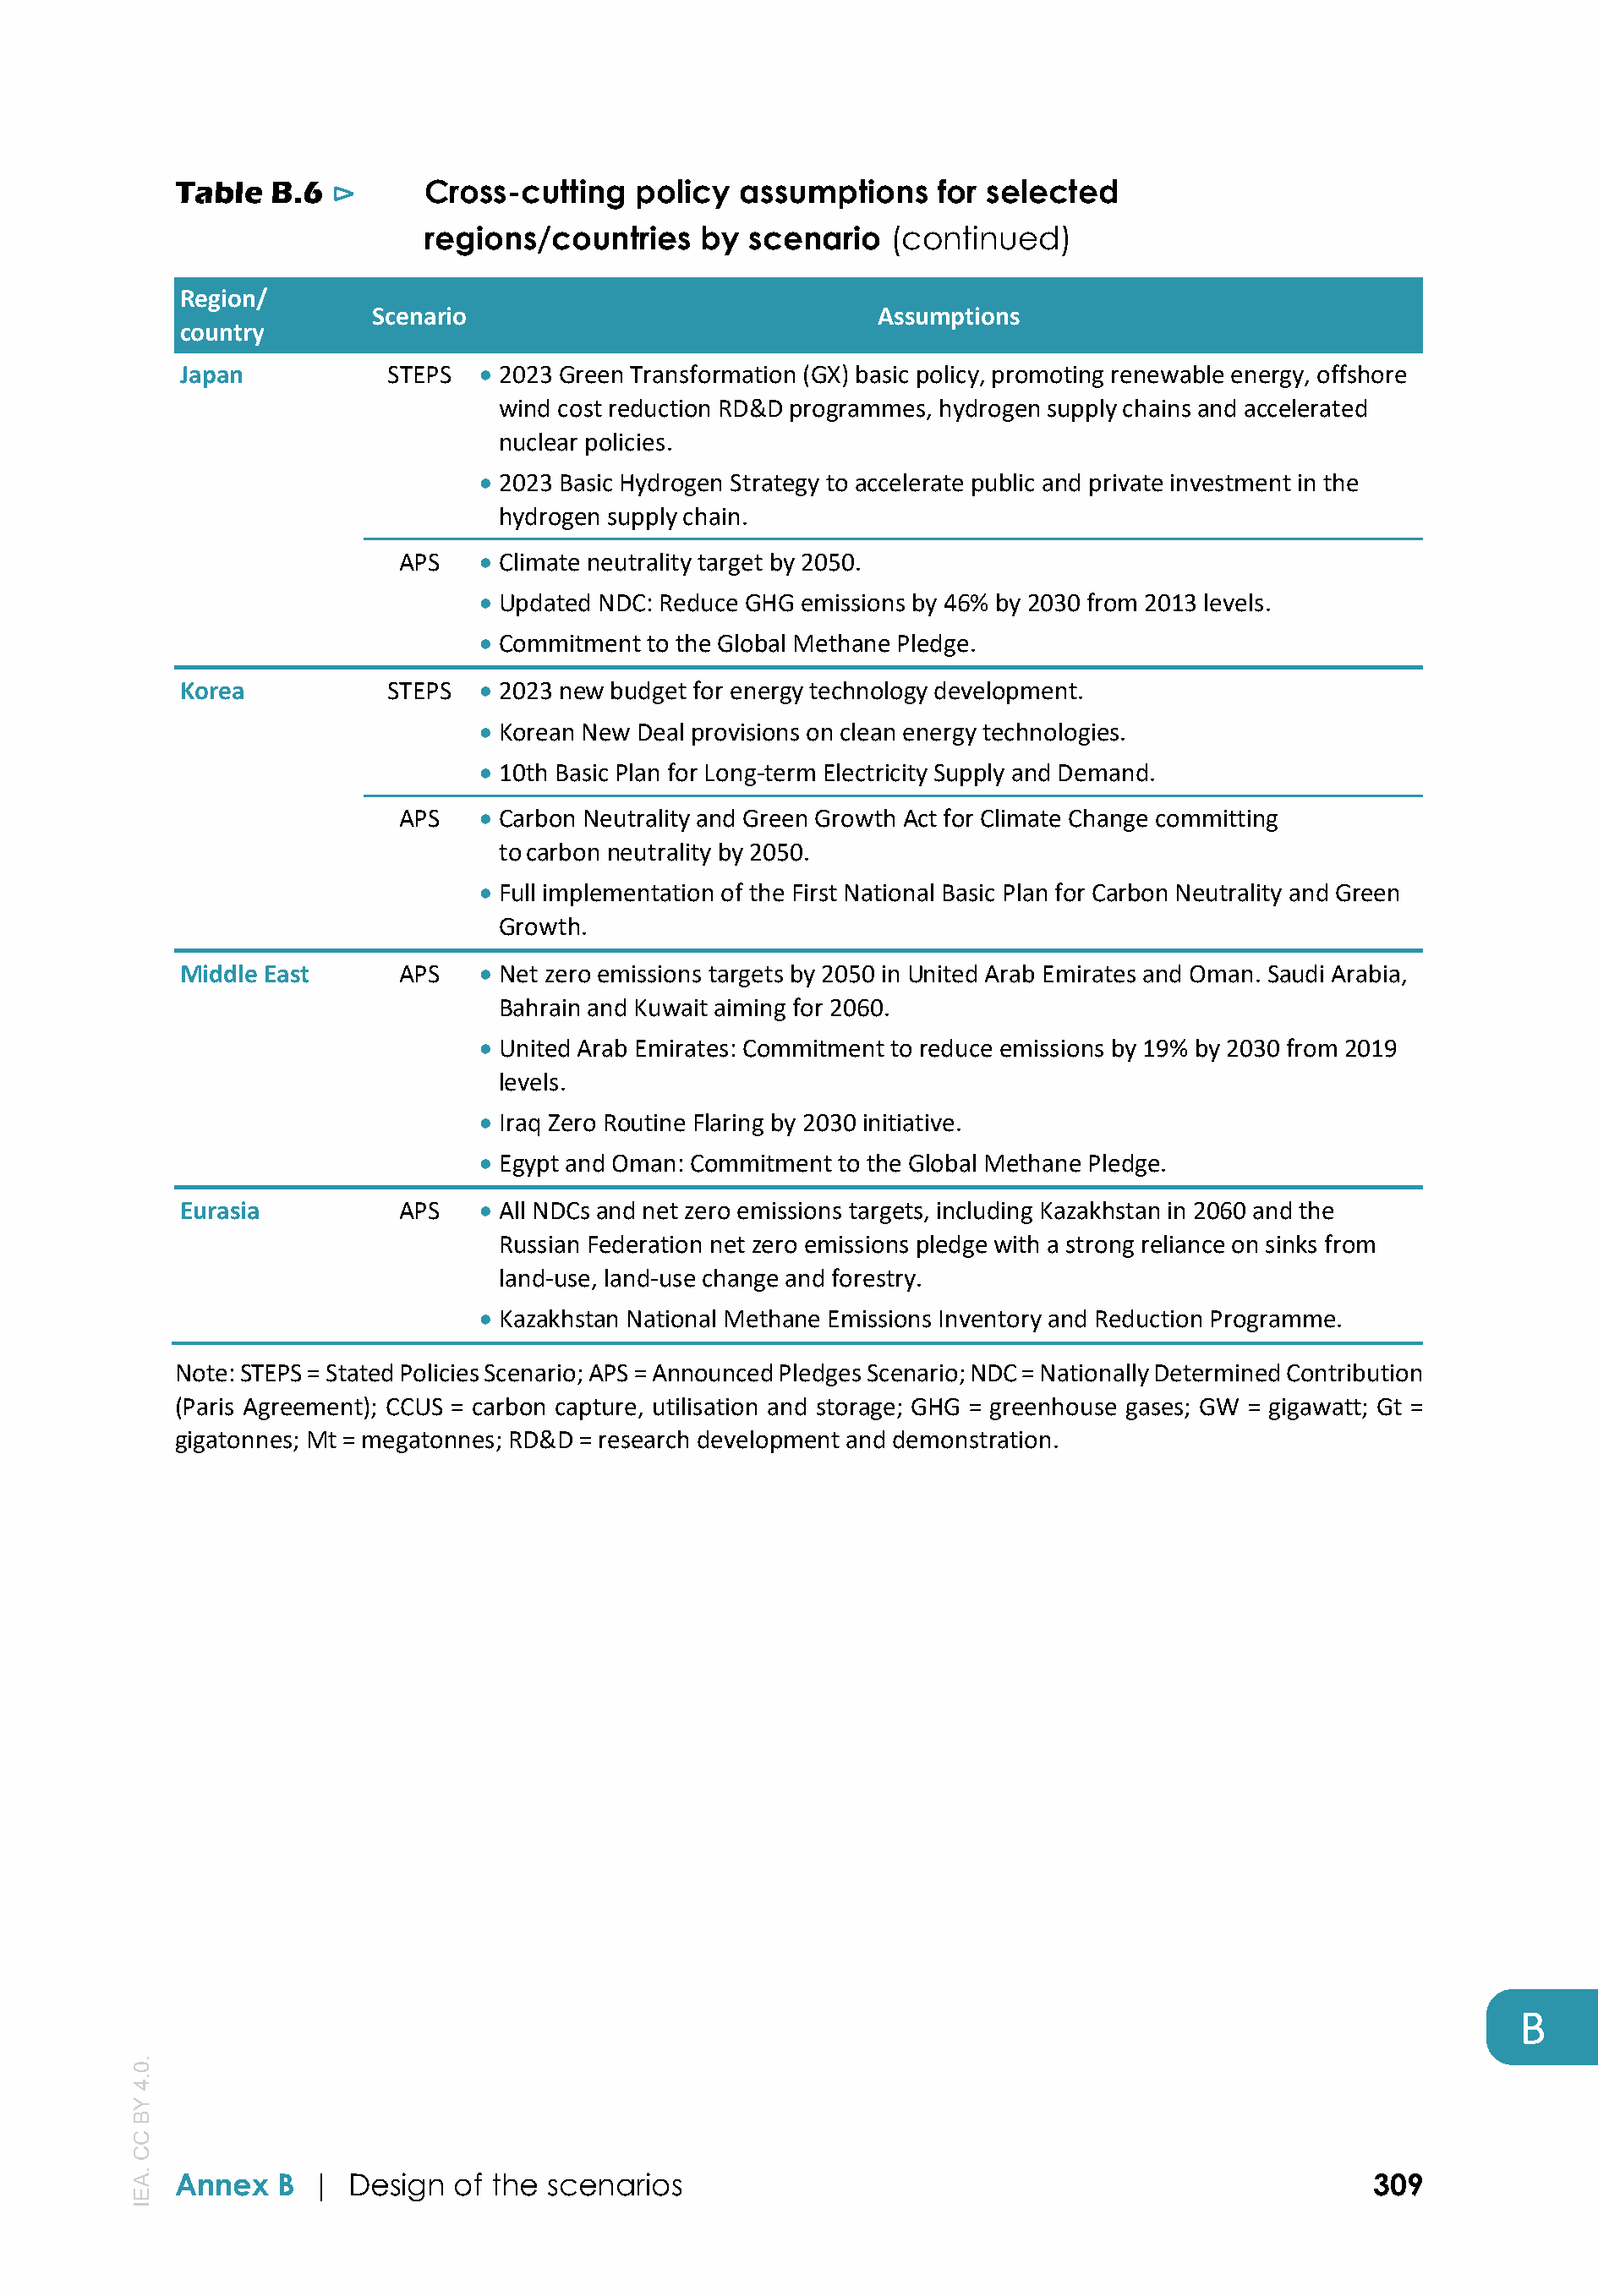 Table B.6 ⊳ Cross-cutting policy assumptions for selected
regions/countries by scenario (continued)
Region/
country
Scenario
Assumptions
Japan STEPS • 2023 Green Transformation (GX) basic policy, promoting renewable energy, offshore
wind cost reduction RD&D programmes, hydrogen supply chains and accelerated
nuclear policies.
• 2023 Basic Hydrogen Strategy to accelerate public and private investment in the
hydrogen supply chain.
APS • Climate neutrality target by 2050.
• Updated NDC: Reduce GHG emissions by 46% by 2030 from 2013 levels.
• Commitment to the Global Methane Pledge.
Korea STEPS • 2023 new budget for energy technology development.
• Korean New Deal provisions on clean energy technologies.
• 10th Basic Plan for Long-term Electricity Supply and Demand.
APS • Carbon Neutrality and Green Growth Act for Climate Change committing
to carbon neutrality by 2050.
• Full implementation of the First National Basic Plan for Carbon Neutrality and Green
Growth.
Middle East APS • Net zero emissions targets by 2050 in United Arab Emirates and Oman. Saudi Arabia,
Bahrain and Kuwait aiming for 2060.
• United Arab Emirates: Commitment to reduce emissions by 19% by 2030 from 2019
levels.
• Iraq Zero Routine Flaring by 2030 initiative.
• Egypt and Oman: Commitment to the Global Methane Pledge.
Eurasia APS • All NDCs and net zero emissions targets, including Kazakhstan in 2060 and the
Russian Federation net zero emissions pledge with a strong reliance on sinks from
land-use, land-use change and forestry.
• Kazakhstan National Methane Emissions Inventory and Reduction Programme.
Note: STEPS = Stated Policies Scenario; APS = Announced Pledges Scenario; NDC = Nationally Determined Contribution
(Paris Agreement); CCUS = carbon capture, utilisation and storage; GHG = greenhouse gases; GW = gigawatt; Gt =
gigatonnes; Mt = megatonnes; RD&D = research development and demonstration.
B
IEA. CC BY 4.0.
Annex B | Design of the scenarios 309